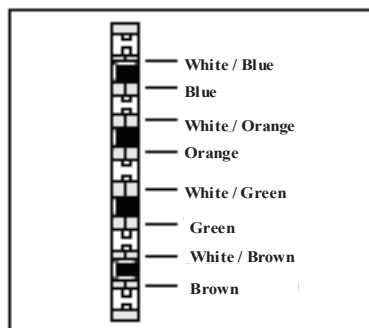 White / Blue
Blue
White / Orange
Orange
White / Green
Green
White / Brown
Brown